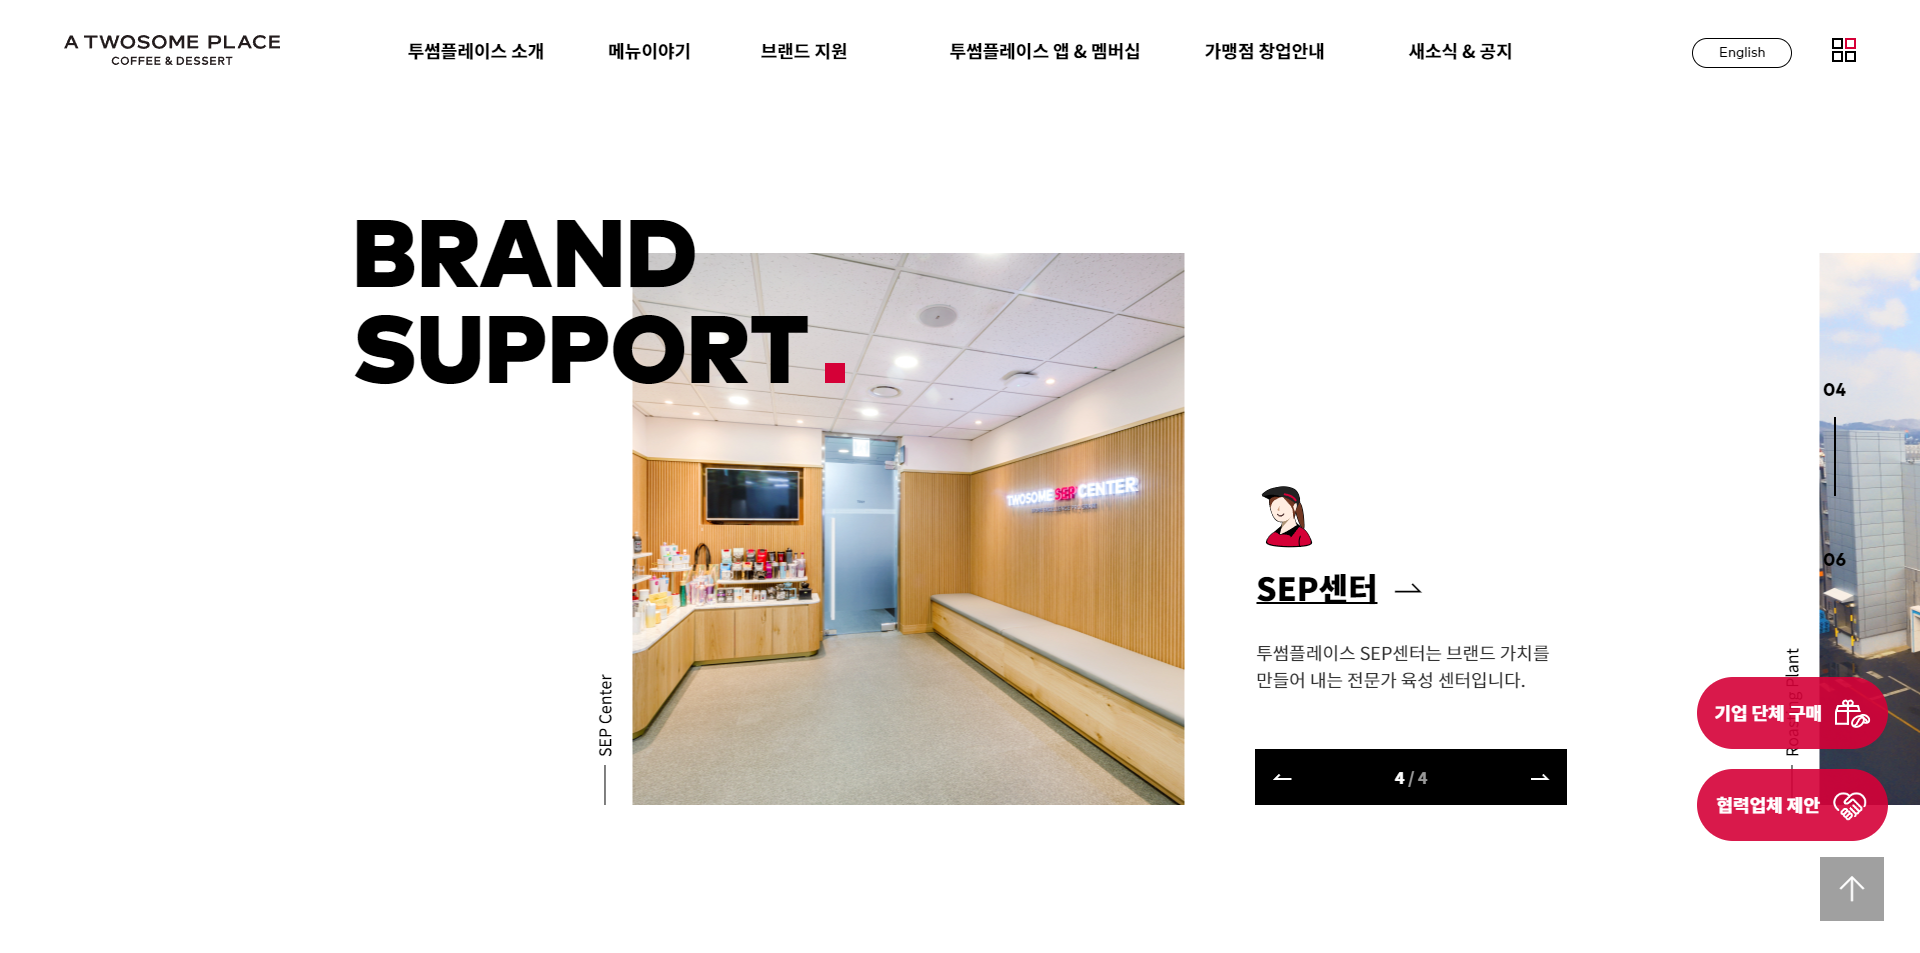 A TWOSOME PLACE
COFFEE & DESSERT
투썸플레이스 소개
메뉴이야기
브랜드 지원
투썸플레이스 앱 & 멤버십
가맹점 창업안내
새소식 & 공지
English
BRAND
SUPPORT.
TWOSOME SEP CENTER
SEP Center
SEP센터
투썸플레이스 SEP센터는 브랜드 가치를
만들어 내는 전문가 육성 센터입니다.
4 / 4
04
06
Roasting Plant
기업 단체 구매
협력업체 제안